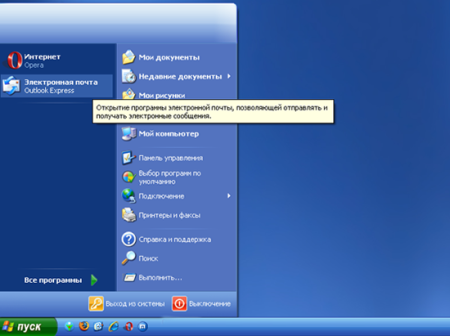 Интернет
Opera
Электронная почта
Outlook Express
Мои документы
Недавние документы
Мои рисунки
Открытие программы электронной почты, позволяющей отправлять и
получать электронные сообщения.
Мой компьютер
Панель управления
Выбор программ по
умолчанию
Подключение
Принтеры и факсы
Справка и поддержка
Поиск
Выполнить...
Все программы
Выход из системы
Выключение
пуск